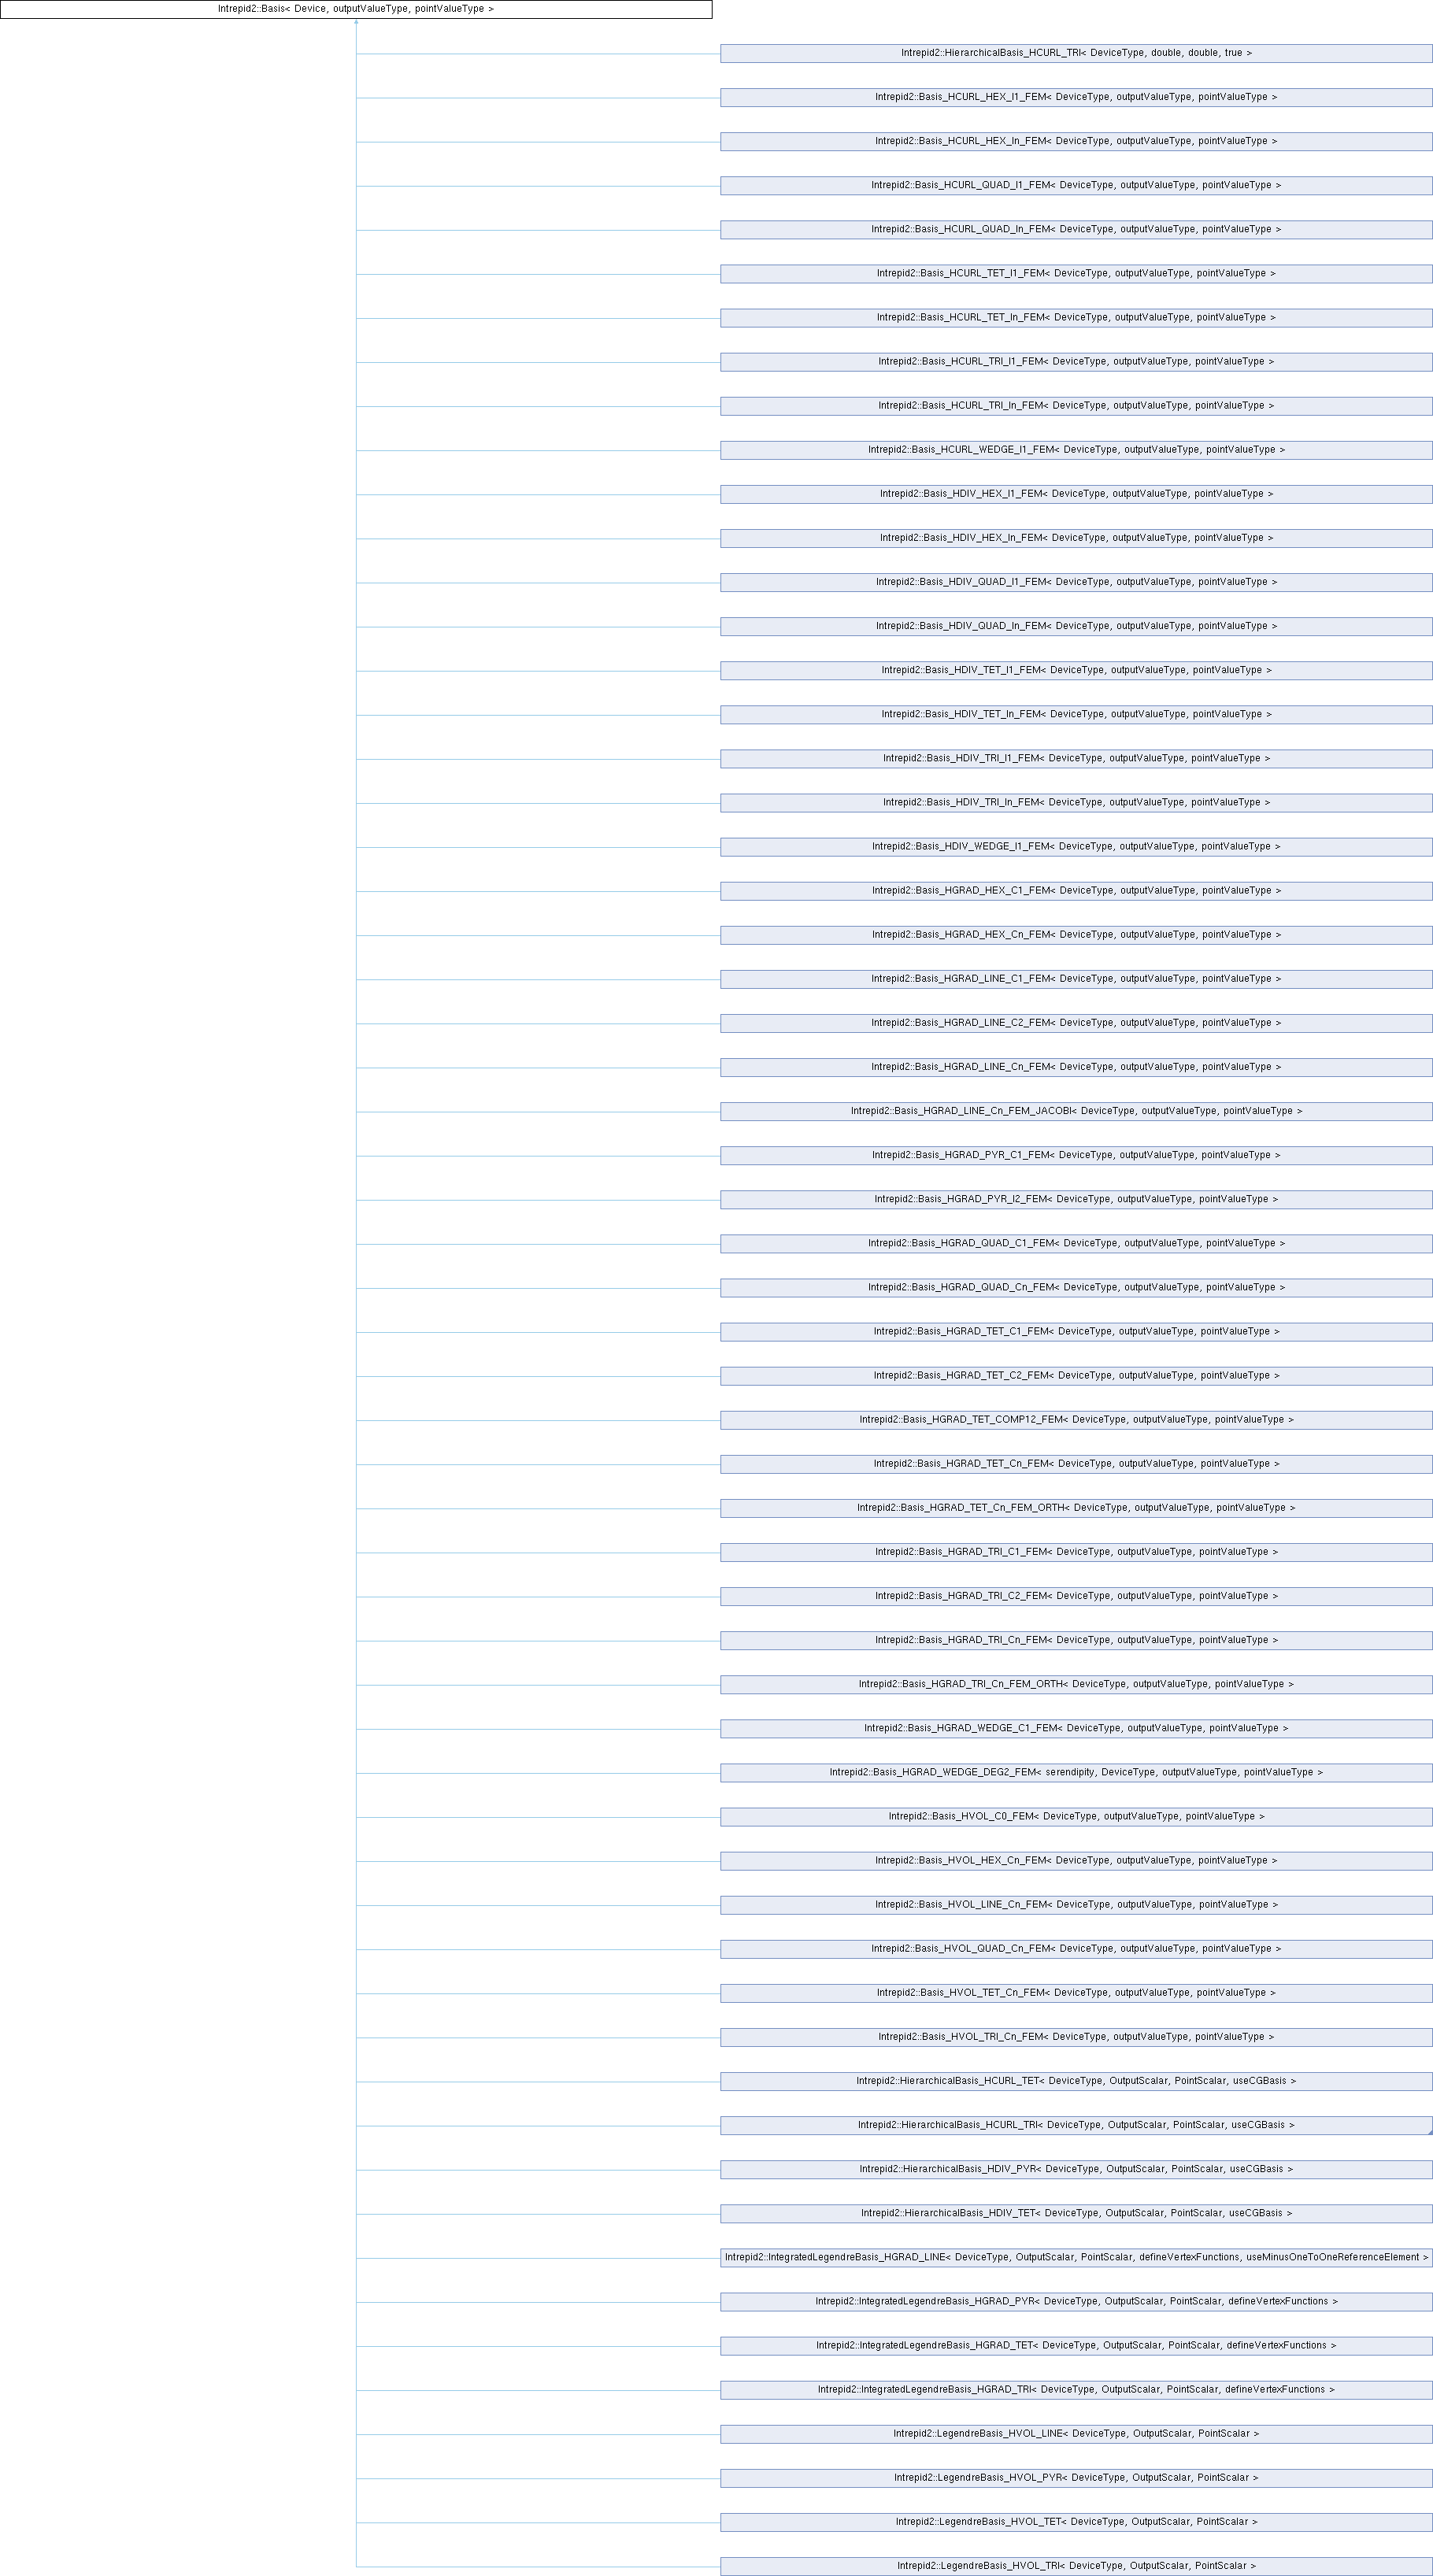 Intrepid2::Basis< Device, outputValueType, pointValueType >
Intrepid2::HierarchicalBasis_HCURL_TRI< DeviceType, double, double, true >
Intrepid2::Basis_HCURL_HEX_I1_FEM< DeviceType, outputValueType, pointValueType >
Intrepid2::Basis_HCURL_HEX_In_FEM< DeviceType, outputValueType, pointValueType >
Intrepid2::Basis_HCURL_QUAD_I1_FEM< DeviceType, outputValueType, pointValueType >
Intrepid2::Basis_HCURL_QUAD_In_FEM< DeviceType, outputValueType, pointValueType >
Intrepid2::Basis_HCURL_TET_I1_FEM< DeviceType, outputValueType, pointValueType >
Intrepid2::Basis_HCURL_TET_In_FEM< DeviceType, outputValueType, pointValueType >
Intrepid2::Basis_HCURL_TRI_I1_FEM< DeviceType, outputValueType, pointValueType >
Intrepid2::Basis_HCURL_TRI_In_FEM< DeviceType, outputValueType, pointValueType >
Intrepid2::Basis_HCURL_WEDGE_I1_FEM< DeviceType, outputValueType, pointValueType >
Intrepid2::Basis_HDIV_HEX_I1_FEM< DeviceType, outputValueType, pointValueType >
Intrepid2::Basis_HDIV_HEX_In_FEM< DeviceType, outputValueType, pointValueType >
Intrepid2::Basis_HDIV_QUAD_I1_FEM< DeviceType, outputValueType, pointValueType >
Intrepid2::Basis_HDIV_QUAD_In_FEM< DeviceType, outputValueType, pointValueType >
Intrepid2::Basis_HDIV_TET_I1_FEM< DeviceType, outputValueType, pointValueType >
Intrepid2::Basis_HDIV_TET_In_FEM< DeviceType, outputValueType, pointValueType >
Intrepid2::Basis_HDIV_TRI_I1_FEM< DeviceType, outputValueType, pointValueType >
Intrepid2::Basis_HDIV_TRI_In_FEM< DeviceType, outputValueType, pointValueType >
Intrepid2::Basis_HDIV_WEDGE_I1_FEM< DeviceType, outputValueType, pointValueType >
Intrepid2::Basis_HGRAD_HEX_C1_FEM< DeviceType, outputValueType, pointValueType >
Intrepid2::Basis_HGRAD_HEX_Cn_FEM< DeviceType, outputValueType, pointValueType >
Intrepid2::Basis_HGRAD_LINE_C1_FEM< DeviceType, outputValueType, pointValueType >
Intrepid2::Basis_HGRAD_LINE_C2_FEM< DeviceType, outputValueType, pointValueType >
Intrepid2::Basis_HGRAD_LINE_Cn_FEM< DeviceType, outputValueType, pointValueType >
Intrepid2::Basis_HGRAD_LINE_Cn_FEM_JACOBI< DeviceType, outputValueType, pointValueType >
Intrepid2::Basis_HGRAD_PYR_C1_FEM< DeviceType, outputValueType, pointValueType >
Intrepid2::Basis_HGRAD_PYR_I2_FEM< DeviceType, outputValueType, pointValueType >
Intrepid2::Basis_HGRAD_QUAD_C1_FEM< DeviceType, outputValueType, pointValueType >
Intrepid2::Basis_HGRAD_QUAD_Cn_FEM< DeviceType, outputValueType, pointValueType >
Intrepid2::Basis_HGRAD_TET_C1_FEM< DeviceType, outputValueType, pointValueType >
Intrepid2::Basis_HGRAD_TET_C2_FEM< DeviceType, outputValueType, pointValueType >
Intrepid2::Basis_HGRAD_TET_COMP12_FEM< DeviceType, outputValueType, pointValueType >
Intrepid2::Basis_HGRAD_TET_Cn_FEM< DeviceType, outputValueType, pointValueType >
Intrepid2::Basis_HGRAD_TET_Cn_FEM_ORTH< DeviceType, outputValueType, pointValueType >
Intrepid2::Basis_HGRAD_TRI_C1_FEM< DeviceType, outputValueType, pointValueType >
Intrepid2::Basis_HGRAD_TRI_C2_FEM< DeviceType, outputValueType, pointValueType >
Intrepid2::Basis_HGRAD_TRI_Cn_FEM< DeviceType, outputValueType, pointValueType >
Intrepid2::Basis_HGRAD_TRI_Cn_FEM_ORTH< DeviceType, outputValueType, pointValueType >
Intrepid2::Basis_HGRAD_WEDGE_C1_FEM< DeviceType, outputValueType, pointValueType >
Intrepid2::Basis_HGRAD_WEDGE_DEG2_FEM< serendipity, DeviceType, outputValueType, pointValueType >
Intrepid2::Basis_HVOL_C0_FEM< DeviceType, outputValueType, pointValueType >
Intrepid2::Basis_HVOL_HEX_Cn_FEM< DeviceType, outputValueType, pointValueType >
Intrepid2::Basis_HVOL_LINE_Cn_FEM< DeviceType, outputValueType, pointValueType >
Intrepid2::Basis_HVOL_QUAD_Cn_FEM< DeviceType, outputValueType, pointValueType >
Intrepid2::Basis_HVOL_TET_Cn_FEM< DeviceType, outputValueType, pointValueType >
Intrepid2::Basis_HVOL_TRI_Cn_FEM< DeviceType, outputValueType, pointValueType >
Intrepid2::HierarchicalBasis_HCURL_TET< DeviceType, OutputScalar, PointScalar, useCGBasis >
Intrepid2::HierarchicalBasis_HCURL_TRI< DeviceType, OutputScalar, PointScalar, useCGBasis >
Intrepid2::HierarchicalBasis_HDIV_PYR< DeviceType, OutputScalar, PointScalar, useCGBasis >
Intrepid2::HierarchicalBasis_HDIV_TET< DeviceType, OutputScalar, PointScalar, useCGBasis >
Intrepid2::IntegratedLegendreBasis_HGRAD_LINE< DeviceType, OutputScalar, PointScalar, defineVertexFunctions, useMinusOneToOneReferenceElement >
Intrepid2::IntegratedLegendreBasis_HGRAD_PYR< DeviceType, OutputScalar, PointScalar, defineVertexFunctions >
Intrepid2::IntegratedLegendreBasis_HGRAD_TET< DeviceType, OutputScalar, PointScalar, defineVertexFunctions >
Intrepid2::IntegratedLegendreBasis_HGRAD_TRI< DeviceType, OutputScalar, PointScalar, defineVertexFunctions >
Intrepid2::LegendreBasis_HVOL_LINE< DeviceType, OutputScalar, PointScalar >
Intrepid2::LegendreBasis_HVOL_PYR< DeviceType, OutputScalar, PointScalar >
Intrepid2::LegendreBasis_HVOL_TET< DeviceType, OutputScalar, PointScalar >
Intrepid2::LegendreBasis_HVOL_TRI< DeviceType, OutputScalar, PointScalar >